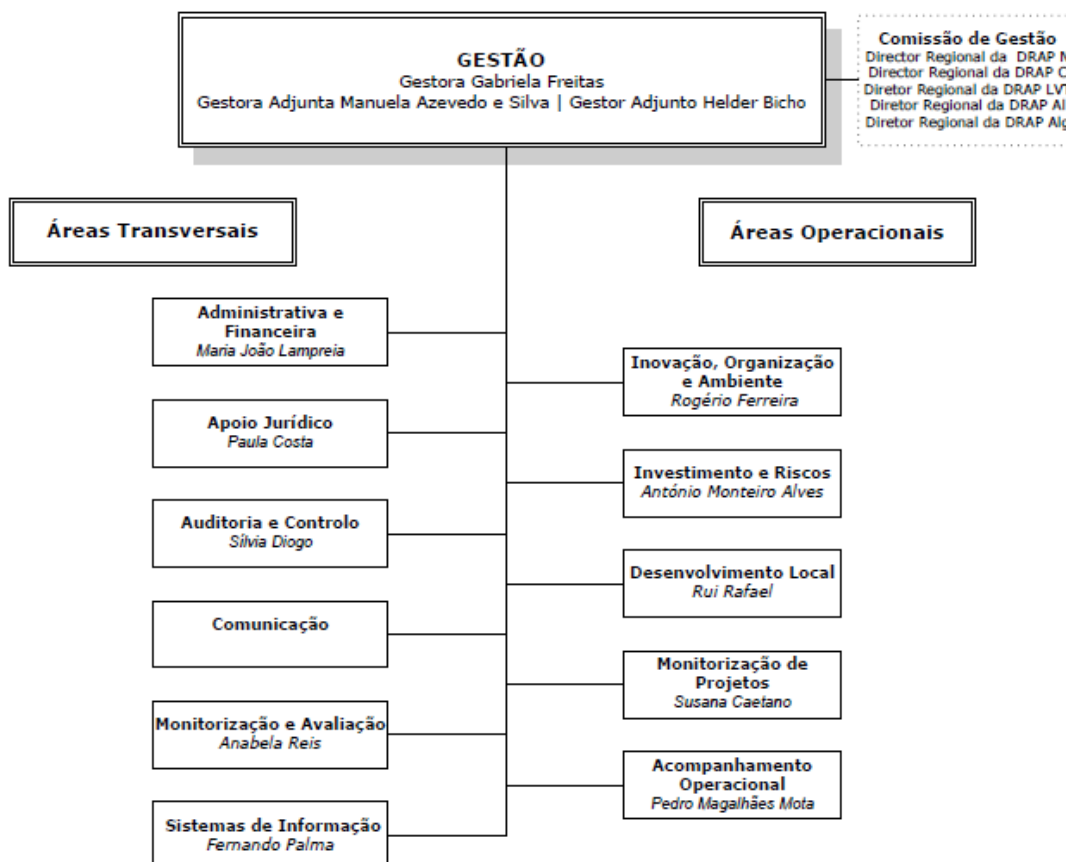 GESTÃO
Gestora Gabriela Freitas
Gestora Adjunta Manuela Azevedo e Silva | Gestor Adjunto Helder Bicho
Comissão de Gestão
Director Regional da DRAP
Director Regional da DRAP C
Diretor Regional da DRAP LVT
Diretor Regional da DRAP Al
Diretor Regional da DRAP Alg
Áreas Transversais
Administrativa e
Financeira
Maria João Lampreia
Apoio Jurídico
Paula Costa
Auditoria e Controlo
Sílvia Diogo
Comunicação
Monitorização e Avaliação
Anabela Reis
Sistemas de Informação
Fernando Palma
Áreas Operacionais
Inovação, Organização
e Ambiente
Rogério Ferreira
Investimento e Riscos
António Monteiro Alves
Desenvolvimento Local
Rui Rafael
Monitorização de
Projetos
Susana Caetano
Acompanhamento
Operacional
Pedro Magalhães Mota